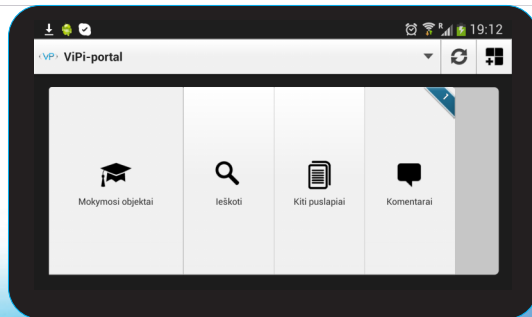 R 19:12
‹VP› ViPi-portal
Mokymosi objektai
Ieškoti
Kiti puslapiai
Komentarai